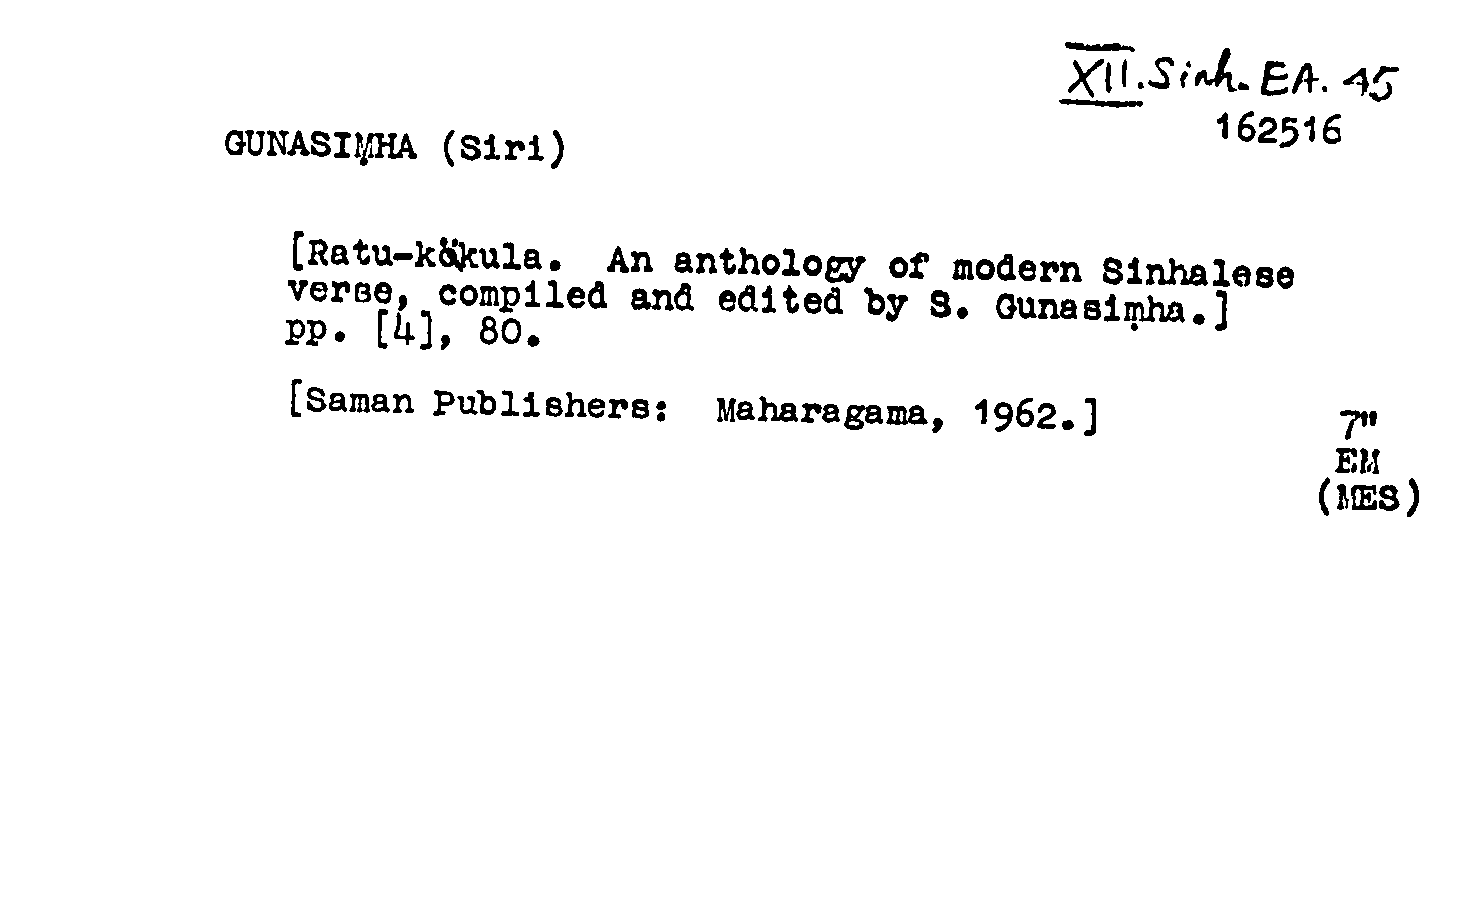 XII. Sinh. EA. 45
162516
GUNASIṂHA (Siri)
[Ratu-käkula. An anthology of modern Sinhalese
verse, compiled and edited by S. Gunasiṃha.]
pp. [4], 80.
[Saman Publishers: Maharagama, 1962.]
7"
EM
(MES)